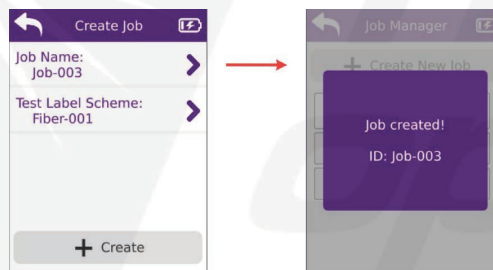 Create Job
Job Name:
Job-003
Test Label Scheme:
Fiber-001
+ Create
Job Manager
+ Create New Job
Job created!
ID: Job-003